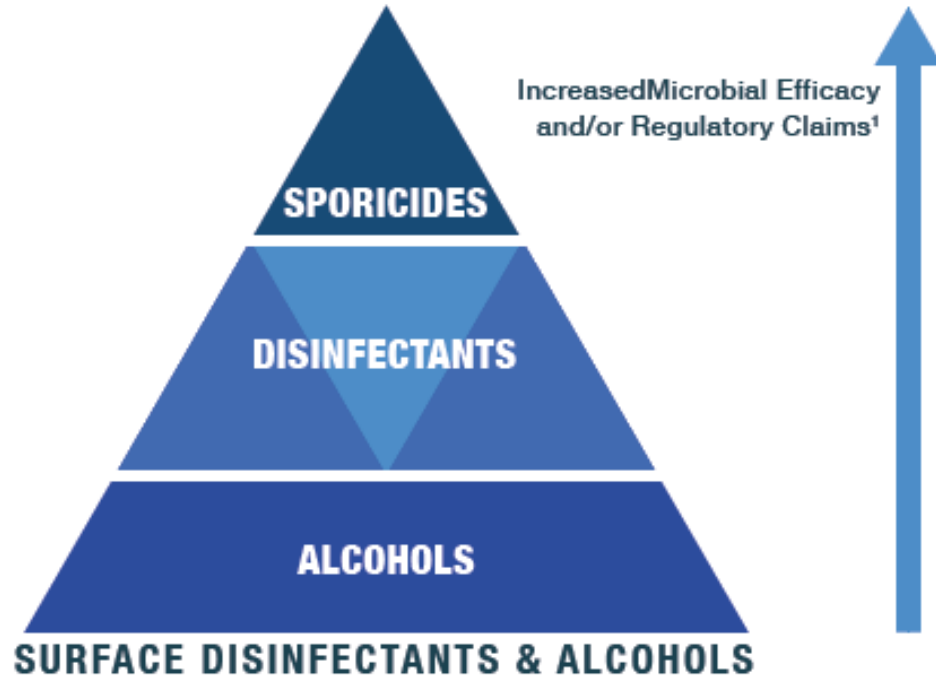 IncreasedMicrobial Efficacy
and/or Regulatory Claims¹
SPORICIDES
DISINFECTANTS
ALCOHOLS
SURFACE DISINFECTANTS & ALCOHOLS